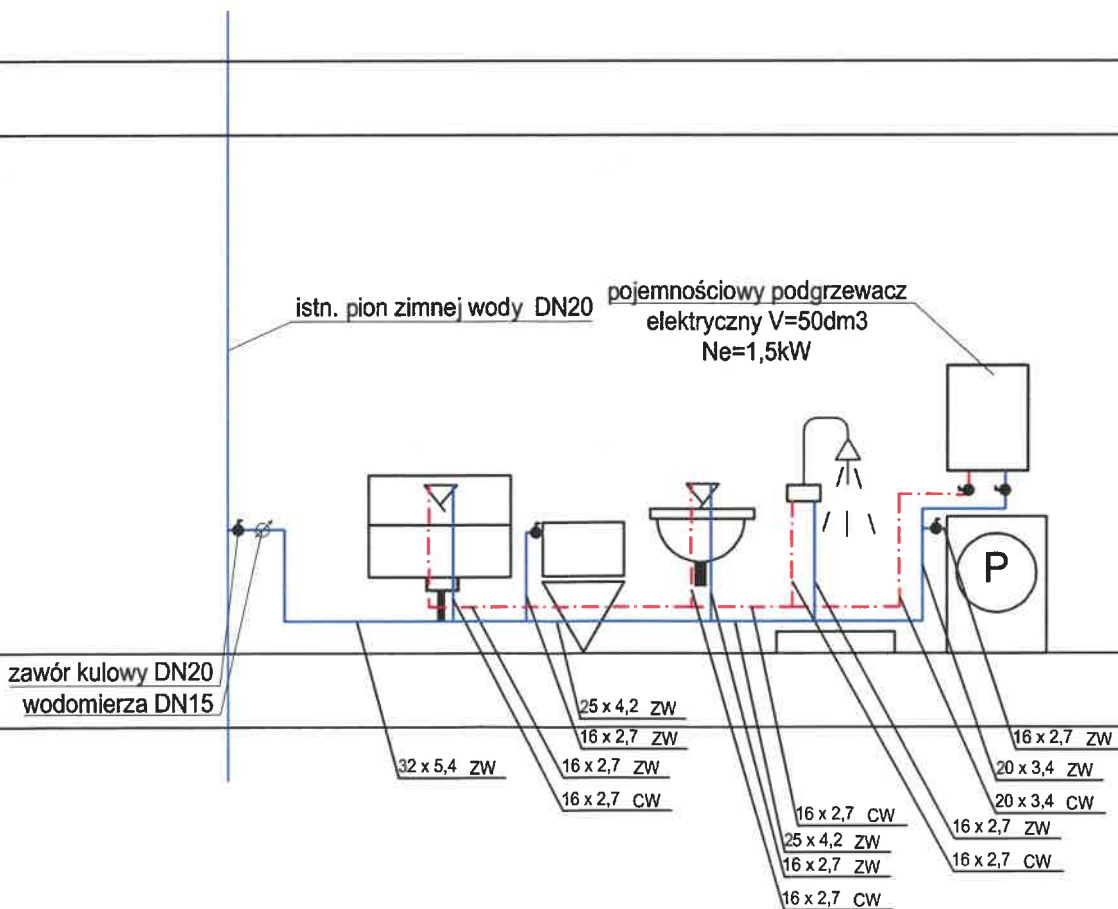 istn. pion zimnej wody DN20
pojemnościowy podgrzewacz
elektryczny V=50dm3
Ne=1,5kW
P
zawór kulowy DN20
wodomierza DN15
25 x 4,2 ZW
16 x 2,7 ZW
32 x 5,4 ZW
16 x 2,7 ZW
16 x 2,7 CW
16 x 2,7 CW
25 x 4,2 ZW
16 x 2,7 ZW
16 x 2,7 CW
16 x 2,7 ZW
20 x 3,4 ZW
20 x 3,4 CW
16 x 2,7 ZW
16 x 2,7 CW